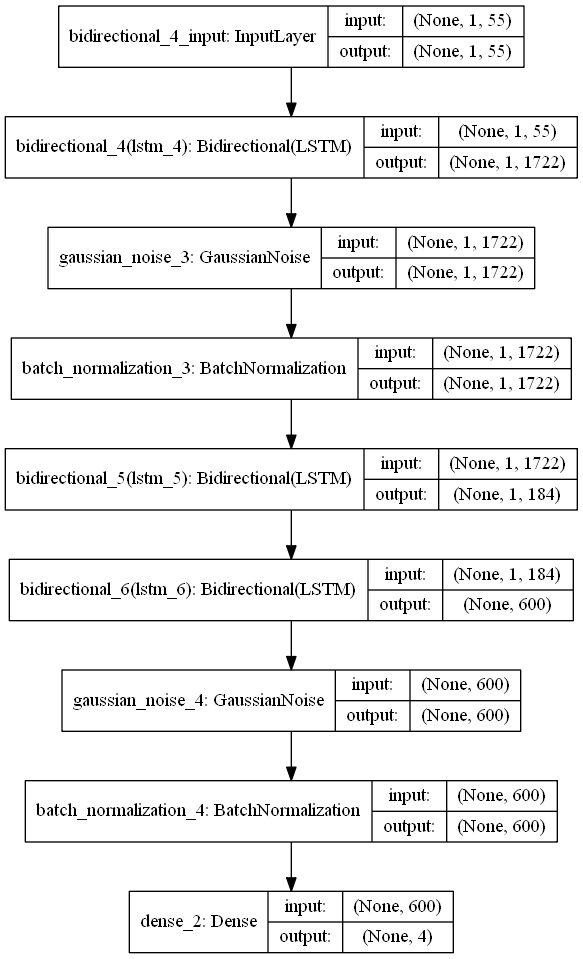 bidirectional_4_input: InputLayer
input: (None, 1, 55)
output: (None, 1, 55)
bidirectional_4(lstm_4): Bidirectional(LSTM)
input: (None, 1, 55)
output: (None, 1, 1722)
gaussian_noise_3: GaussianNoise
input: (None, 1, 1722)
output: (None, 1, 1722)
batch_normalization_3: BatchNormalization
input: (None, 1, 1722)
output: (None, 1, 1722)
bidirectional_5(lstm_5): Bidirectional(LSTM)
input: (None, 1, 1722)
output: (None, 1, 184)
bidirectional_6(lstm_6): Bidirectional(LSTM)
input: (None, 1, 184)
output: (None, 600)
gaussian_noise_4: GaussianNoise
input: (None, 600)
output: (None, 600)
batch_normalization_4: BatchNormalization
input: (None, 600)
output: (None, 600)
dense_2: Dense
input: (None, 600)
output: (None, 4)